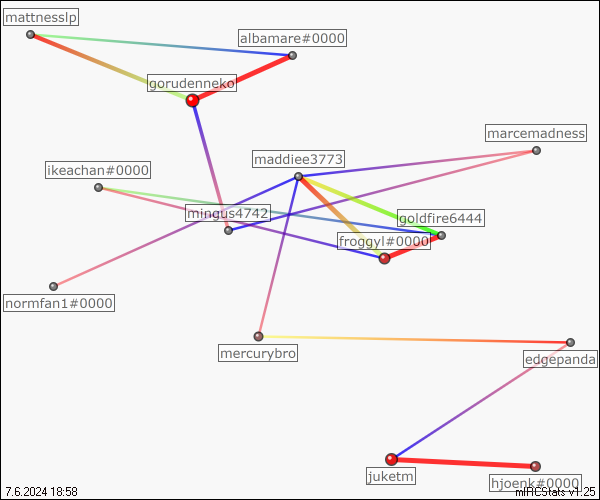 mattnesslp
albamare#0000
gorudenneko
marcemadness
maddiee3773
ikeachan#0000
mingus4742
goldfire6444
froggyl#0000
normfan1#0000
mercurybro
edgepanda
juketm
hjoenk#0000
7.6.2024 18:58
mIRCStats v1.25